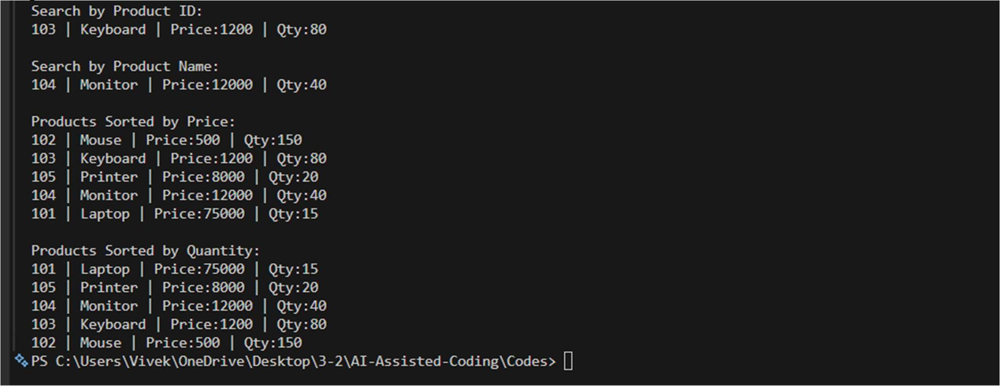 Search by Product ID:
103 | Keyboard | Price:1200 | Qty:80
Search by Product Name:
104 | Monitor | Price:12000 | Qty:40
Products Sorted by Price:
102 | Mouse | Price:500 | Qty:150
103 | Keyboard | Price:1200 | Qty:80
105 | Printer | Price:8000 | Qty:20
104 | Monitor | Price:12000 | Qty:40
101 | Laptop | Price:75000 | Qty:15
Products Sorted by Quantity:
101 | Laptop | Price:75000 | Qty:15
105 | Printer | Price:8000 | Qty:20
104 | Monitor | Price:12000 | Qty:40
103 | Keyboard | Price:1200 | Qty:80
102 | Mouse | Price:500 | Qty:150
PS C:\Users\Vivek\OneDrive\Desktop\3-2\AI-Assisted-Coding\Codes>